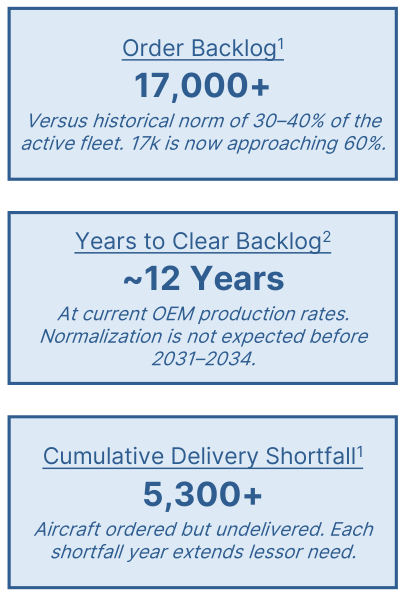 Order Backlog¹
17,000+
Versus historical norm of 30–40% of the
active fleet. 17k is now approaching 60%.
Years to Clear Backlog²
~12 Years
At current OEM production rates.
Normalization is not expected before
2031–2034.
Cumulative Delivery Shortfall¹
5,300+
Aircraft ordered but undelivered. Each
shortfall year extends lessor need.